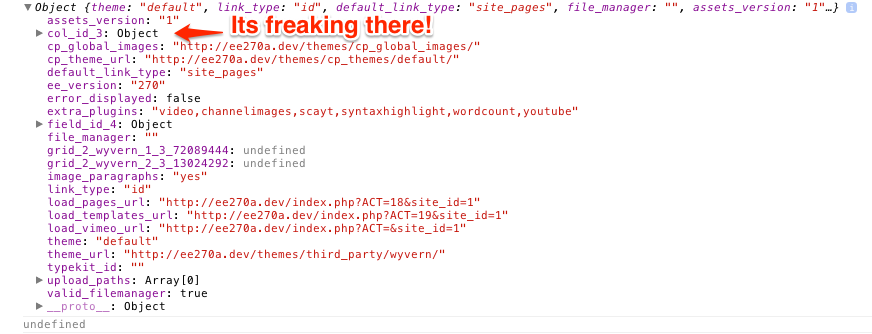 ▼Object {theme: "default", link_type: "id", default_link_type: "site_pages", file_manager: "", assets_version: "1"…} i
assets_version: "1"
▶col_id_3: Object Its freaking there!
cp_global_images: "http://ee270a.dev/themes/cp_global_images/"
cp_theme_url: "http://ee270a.dev/themes/cp_themes/default/"
default_link_type: "site_pages"
ee_version: "270"
error_displayed: false
extra_plugins: "video,channelimages,scayt,syntaxhighlight,wordcount,youtube"
▶field_id_4: Object
file_manager: ""
grid_2_wyvern_1_3_72089444: undefined
grid_2_wyvern_2_3_13024292: undefined
image_paragraphs: "yes"
link_type: "id"
load_pages_url: "http://ee270a.dev/index.php?ACT=18&site_id=1"
load_templates_url: "http://ee270a.dev/index.php?ACT=19&site_id=1"
load_vimeo_url: "http://ee270a.dev/index.php?ACT=&site_id=1"
theme: "default"
theme_url: "http://ee270a.dev/themes/third_party/wyvern/"
typekit_id: ""
▶upload_paths: Array[0]
valid_filemanager: true
▶__proto__: Object
undefined